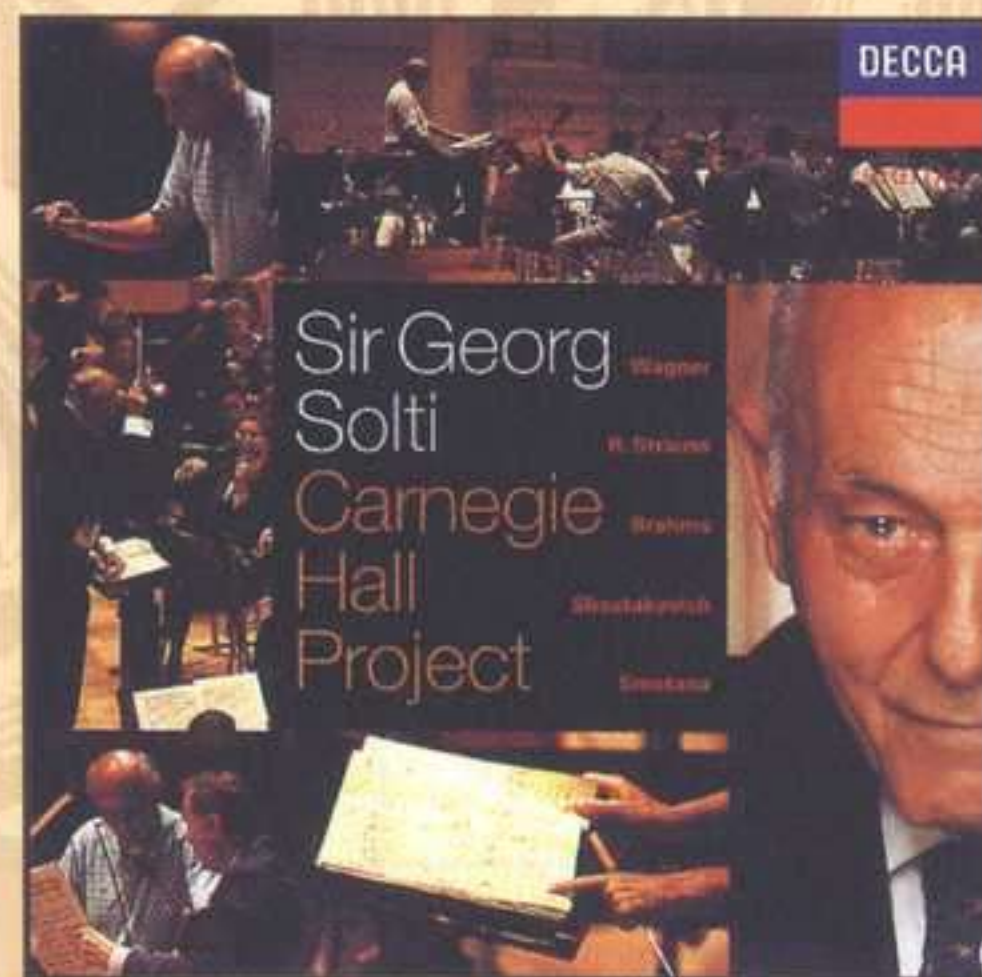 DECCA
Sir Georg
Solti
Carnegie
Hall
Project
Wagner
R. Strauss
Brahms
Shostakovich
Smetana